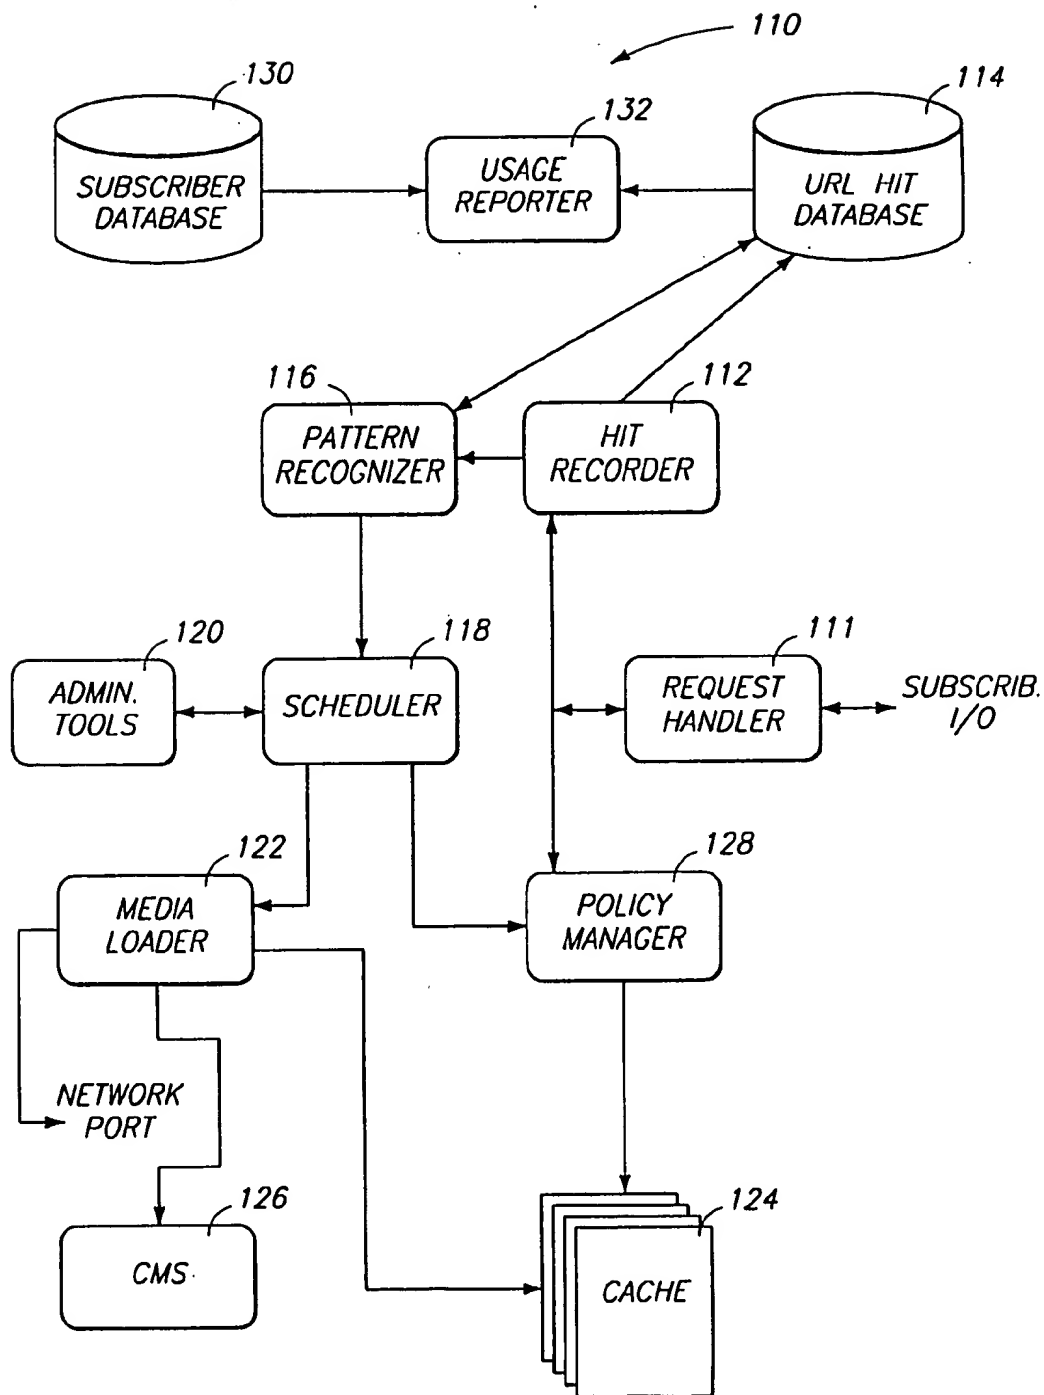 110
130
132
114
SUBSCRIBER
DATABASE
USAGE
REPORTER
URL HIT
DATABASE
116
112
PATTERN
RECOGNIZER
HIT
RECORDER
120
118
111
ADMIN.
TOOLS
SCHEDULER
REQUEST
HANDLER
SUBSCRIB.
I/O
122
128
MEDIA
LOADER
POLICY
MANAGER
NETWORK
PORT
126
124
CMS
CACHE